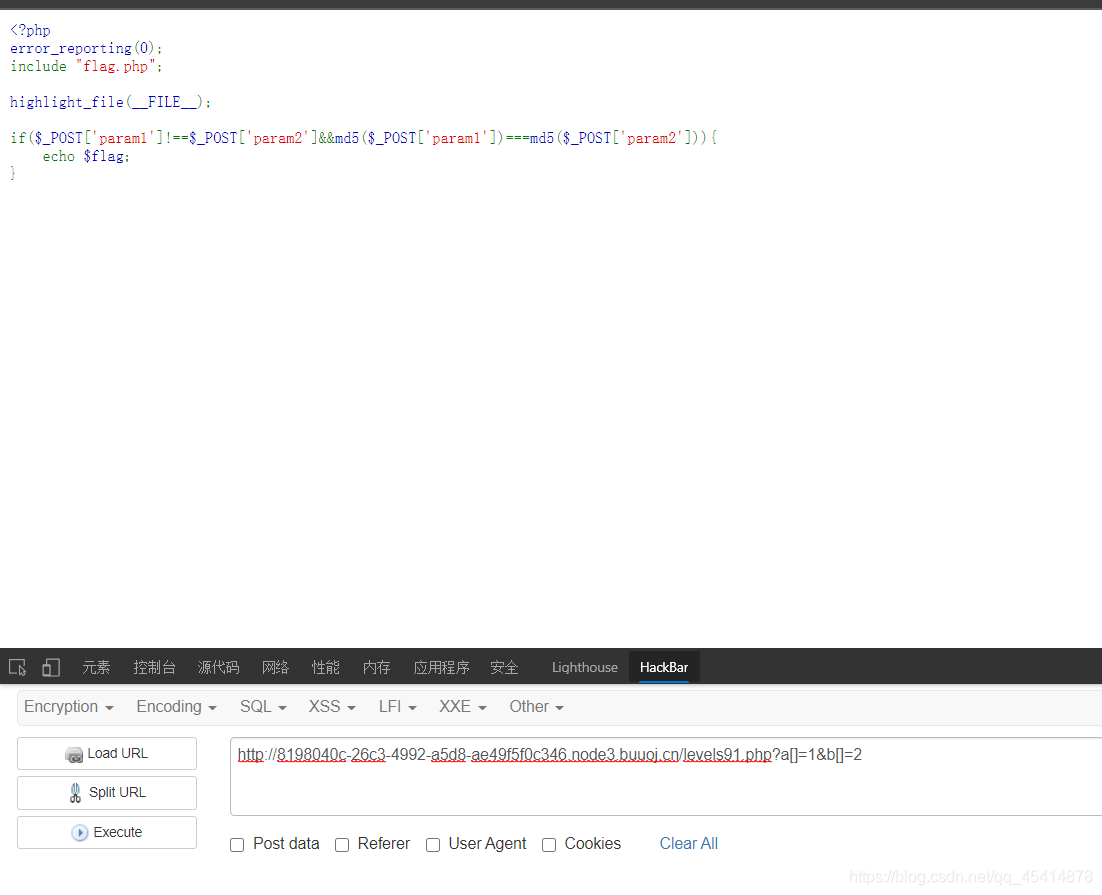 <?php
error_reporting(0);
include "flag.php";
highlight_file(__FILE__);
if($_POST['param1']!==$_POST['param2']&&md5($_POST['param1'])===md5($_POST['param2'])){
    echo $flag;
}
元素 控制台 源代码 网络 性能 内存 应用程序 安全 Lighthouse HackBar
Encryption Encoding SQL XSS LFI XXE Other
Load URL
http://8198040c-26c3-4992-a5d8-ae49f5f0c346.node3.buuoj.cn/levels91.php?a[]=1&b[]=2
Split URL
Execute
Post data Referer User Agent Cookies Clear All
https://blog.csdn.net/qq_45414878